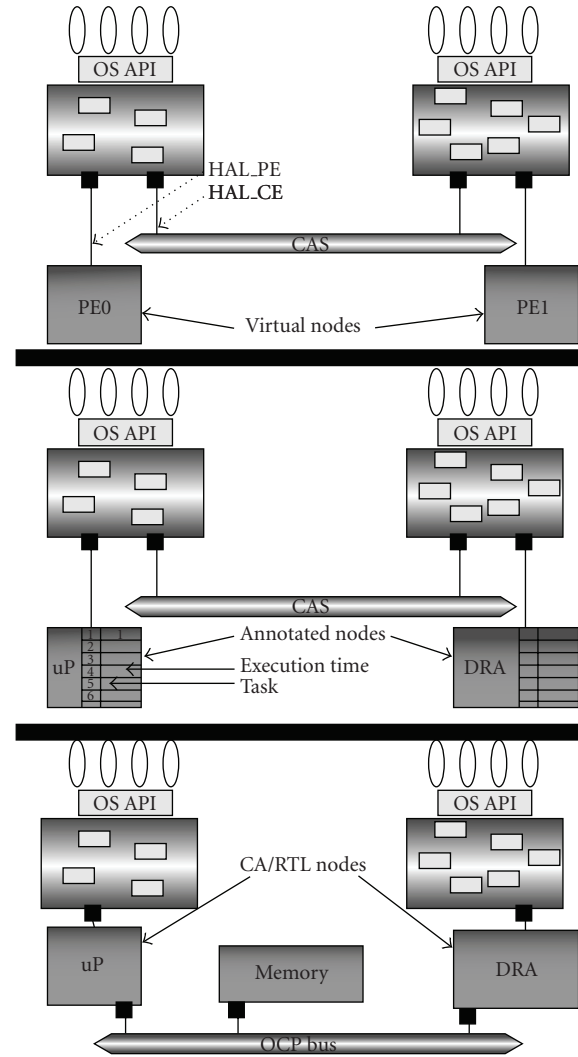 OS API OS API
HAL_PE
HAL_CE
CAS
PE0 PE1
Virtual nodes
OS API OS API
CAS
1 1
2
3
4
5
6
uP
DRA
Annotated nodes
Execution time
Task
OS API OS API
CA/RTL nodes
uP Memory DRA
OCP bus